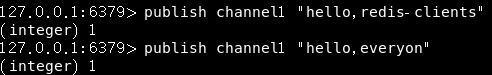 127.0.0.1:6379> publish channel1 "hello,redis-clients"
(integer) 1
127.0.0.1:6379> publish channel1 "hello,everyon"
(integer) 1